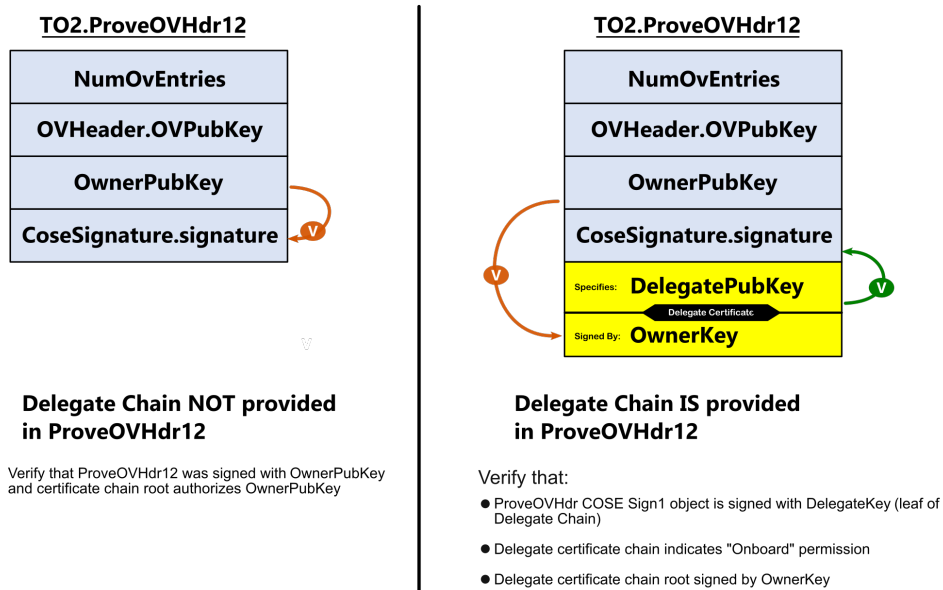 TO2.ProveOVHdr12
NumOvEntries
OVHeader.OVPubKey
OwnerPubKey
CoseSignature.signature
V
V
Delegate Chain NOT provided
in ProveOVHdr12
Verify that ProveOVHdr12 was signed with OwnerPubKey
and certificate chain root authorizes OwnerPubKey
TO2.ProveOVHdr12
NumOvEntries
OVHeader.OVPubKey
OwnerPubKey
CoseSignature.signature
Specifies: DelegatePubKey
Delegate Certificate
Signed By: OwnerKey
V
V
Delegate Chain IS provided
in ProveOVHdr12
Verify that:
● ProveOVHdr COSE Sign1 object is signed with DelegateKey (leaf of
Delegate Chain)
● Delegate certificate chain indicates "Onboard" permission
● Delegate certificate chain root signed by OwnerKey